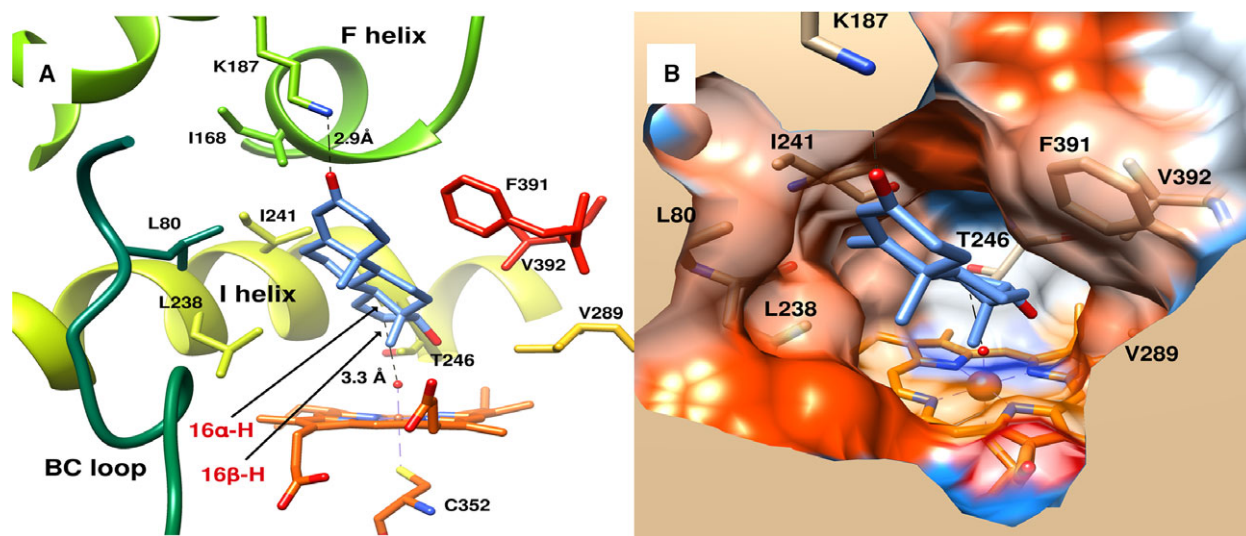 A
F helix
K187
I168
2.9Å
F391
L80
I241
V392
L238
I helix
V289
T246
3.3 Å
16α-H
16β-H
BC loop
C352
B
K187
I241
F391
V392
L80
T246
L238
V289